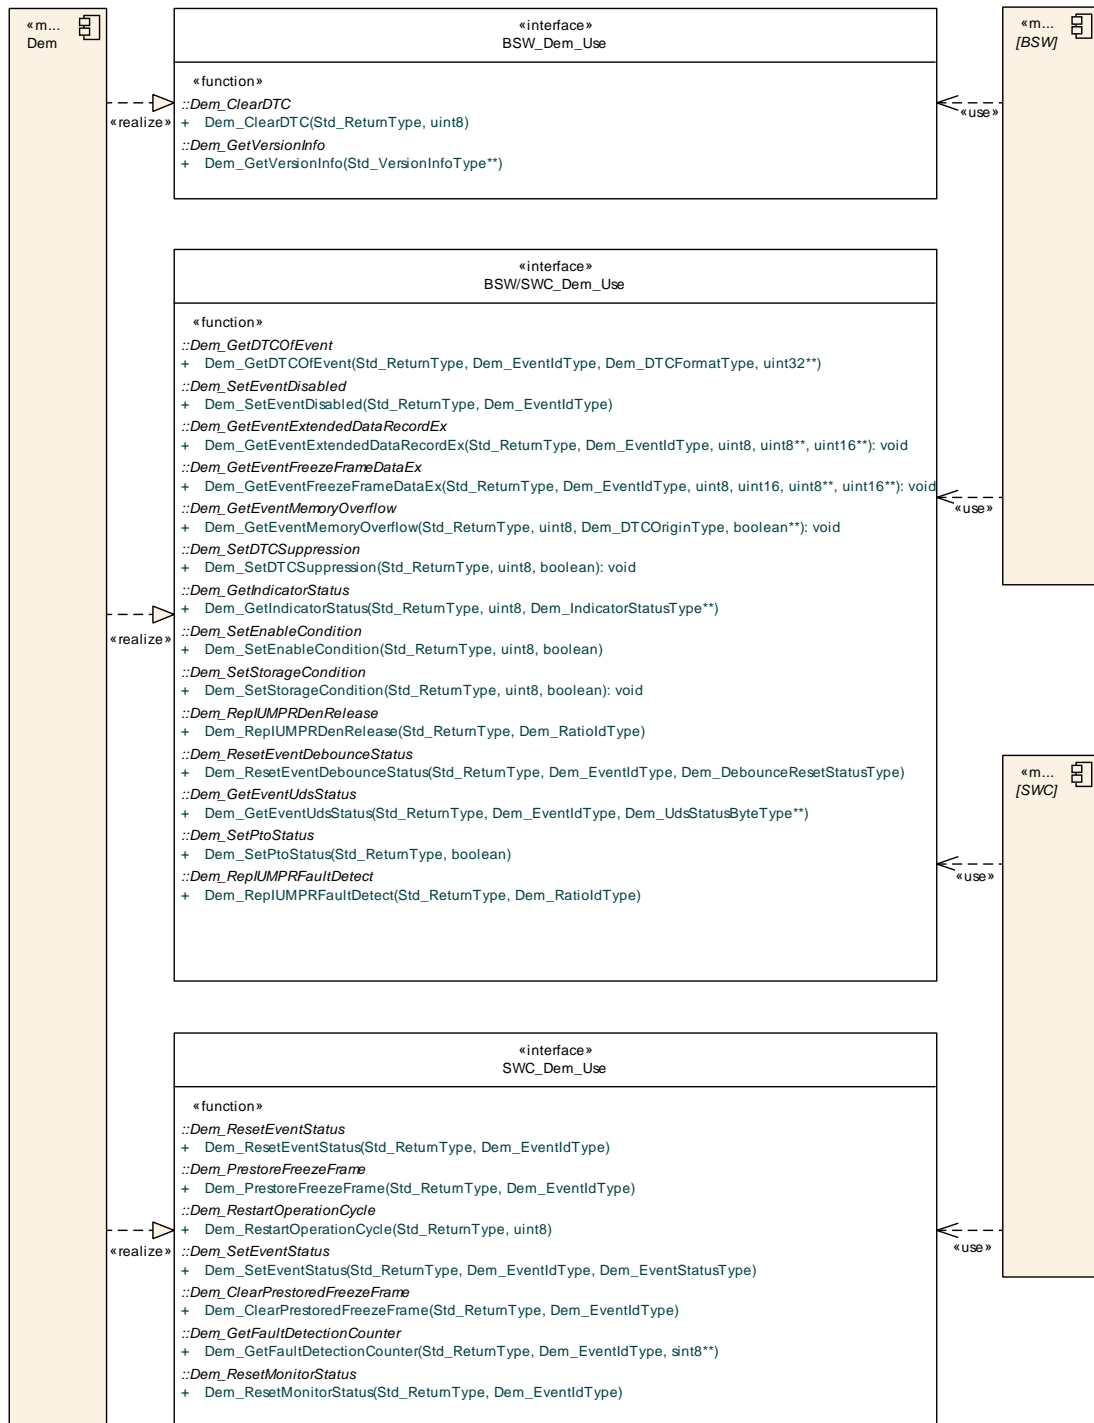 «m...
Dem
«interface»
BSW_Dem_Use
«m...
[BSW]
«function»
::Dem_ClearDTC
+ Dem_ClearDTC(Std_ReturnType, uint8)
::Dem_GetVersionInfo
+ Dem_GetVersionInfo(Std_VersionInfoType**)
«realize»
«use»
«interface»
BSW/SWC_Dem_Use
«function»
::Dem_GetDTCOfEvent
+ Dem_GetDTCOfEvent(Std_ReturnType, Dem_EventIdType, Dem_DTCFormatType, uint32**)
::Dem_SetEventDisabled
+ Dem_SetEventDisabled(Std_ReturnType, Dem_EventIdType)
::Dem_GetEventExtendedDataRecordEx
+ Dem_GetEventExtendedDataRecordEx(Std_ReturnType, Dem_EventIdType, uint8, uint8**, uint16**): void
::Dem_GetEventFreezeFrameDataEx
+ Dem_GetEventFreezeFrameDataEx(Std_ReturnType, Dem_EventIdType, uint8, uint16, uint8**, uint16**): void
::Dem_GetEventMemoryOverflow
+ Dem_GetEventMemoryOverflow(Std_ReturnType, uint8, Dem_DTCOriginType, boolean**): void
«use»
::Dem_SetDTCSuppression
+ Dem_SetDTCSuppression(Std_ReturnType, uint8, boolean): void
::Dem_GetIndicatorStatus
+ Dem_GetIndicatorStatus(Std_ReturnType, uint8, Dem_IndicatorStatusType**)
::Dem_SetEnableCondition
+ Dem_SetEnableCondition(Std_ReturnType, uint8, boolean)
«realize»
::Dem_SetStorageCondition
+ Dem_SetStorageCondition(Std_ReturnType, uint8, boolean): void
::Dem_RepIUMPRDenRelease
+ Dem_RepIUMPRDenRelease(Std_ReturnType, Dem_RatioIdType)
::Dem_ResetEventDebounceStatus
+ Dem_ResetEventDebounceStatus(Std_ReturnType, Dem_EventIdType, Dem_DebounceResetStatusType)
::Dem_GetEventUdsStatus
+ Dem_GetEventUdsStatus(Std_ReturnType, Dem_EventIdType, Dem_UdsStatusByteType**)
::Dem_SetPtoStatus
+ Dem_SetPtoStatus(Std_ReturnType, boolean)
::Dem_RepIUMPRFaultDetect
+ Dem_RepIUMPRFaultDetect(Std_ReturnType, Dem_RatioIdType)
«m...
[SWC]
«use»
«interface»
SWC_Dem_Use
«function»
::Dem_ResetEventStatus
+ Dem_ResetEventStatus(Std_ReturnType, Dem_EventIdType)
::Dem_PrestoreFreezeFrame
+ Dem_PrestoreFreezeFrame(Std_ReturnType, Dem_EventIdType)
::Dem_RestartOperationCycle
+ Dem_RestartOperationCycle(Std_ReturnType, uint8)
«realize»
«use»
::Dem_SetEventStatus
+ Dem_SetEventStatus(Std_ReturnType, Dem_EventIdType, Dem_EventStatusType)
::Dem_ClearPrestoredFreezeFrame
+ Dem_ClearPrestoredFreezeFrame(Std_ReturnType, Dem_EventIdType)
::Dem_GetFaultDetectionCounter
+ Dem_GetFaultDetectionCounter(Std_ReturnType, Dem_EventIdType, sint8**)
::Dem_ResetMonitorStatus
+ Dem_ResetMonitorStatus(Std_ReturnType, Dem_EventIdType)